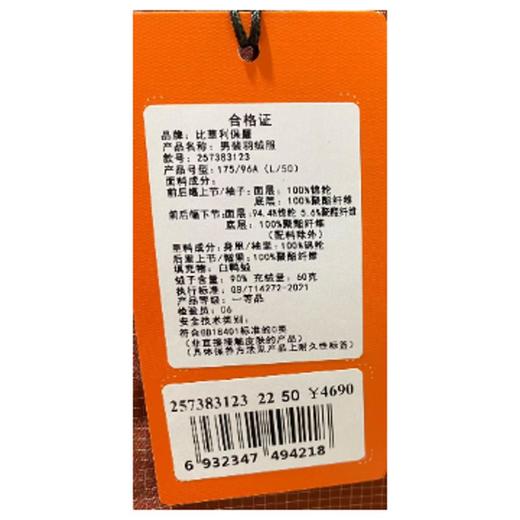 合格证
品牌：比音利保罗
产品名称：男装羽绒服
款号：257383123
产品号型：175/96A（L/50）
面料成分：
前后幅上节/袖子：面层：100%锦纶
底层：100%聚酯纤维
前后幅下节：面层：94.4%锦纶 5.6%聚酯纤维
底层：100%聚酯纤维
（配料除外）
里料成分：身里/袖里：100%锦纶
后里上节/帽里：100%聚酯纤维
填充物：白鸭绒
绒子含量：90% 充绒量：60克
执行标准：GB/T14272-2021
产品等级：一等品
检验员：06
安全技术类别：
符合GB18401标准的C类
（非直接接触皮肤的产品）
（具体保养方法见产品上耐久性标签）
257383123 22 50 ¥4690
6 932347 494218